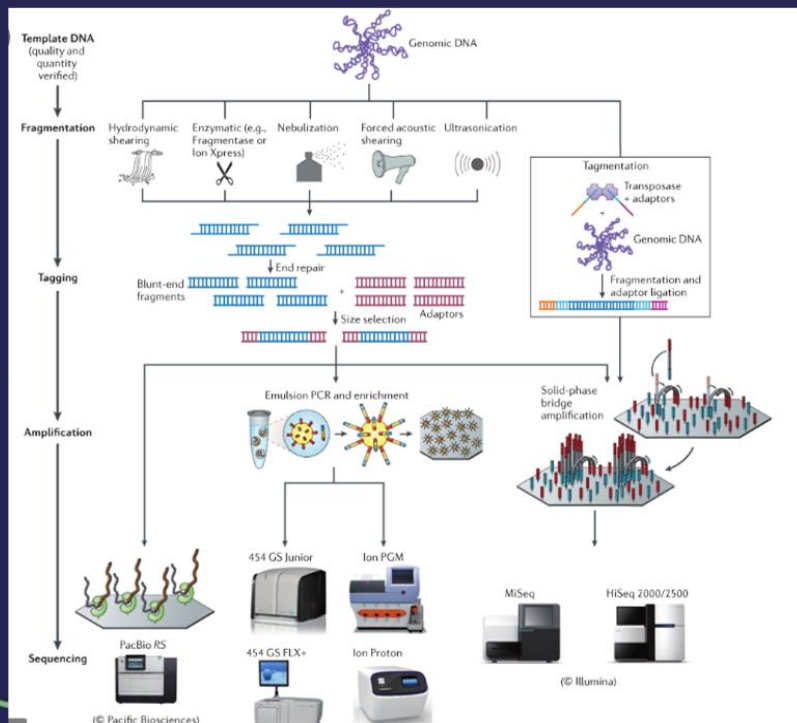 Template DNA
(quality and
quantity
verified)
Genomic DNA
Fragmentation
Hydrodynamic
shearing
Enzymatic (e.g.,
Fragmentase or
Ion Xpress)
Nebulization
Forced acoustic
shearing
Ultrasonication
Tagmentation
Transposase
+ adaptors
+
Genomic DNA
Fragmentation and
adaptor ligation
Tagging
End repair
Blunt-end
fragments
+
Adaptors
Size selection
Amplification
Emulsion PCR and enrichment
Solid-phase
bridge
amplification
Sequencing
PacBio RS
(© Pacific Biosciences)
454 GS Junior
Ion PGM
454 GS FLX+
Ion Proton
MiSeq
HiSeq 2000/2500
(© Illumina)